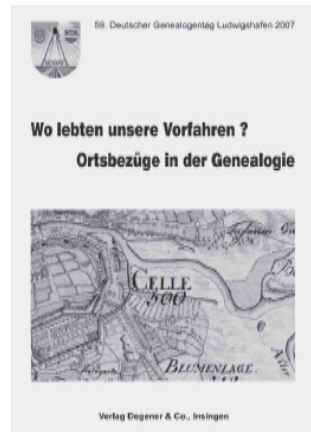 59. Deutscher Genealogentag Ludwigshafen 2007
Wo lebten unsere Vorfahren ?
Ortsbezüge in der Genealogie
CELLE
500
BLUMENLAGE
Verlag Degener & Co., Insingen